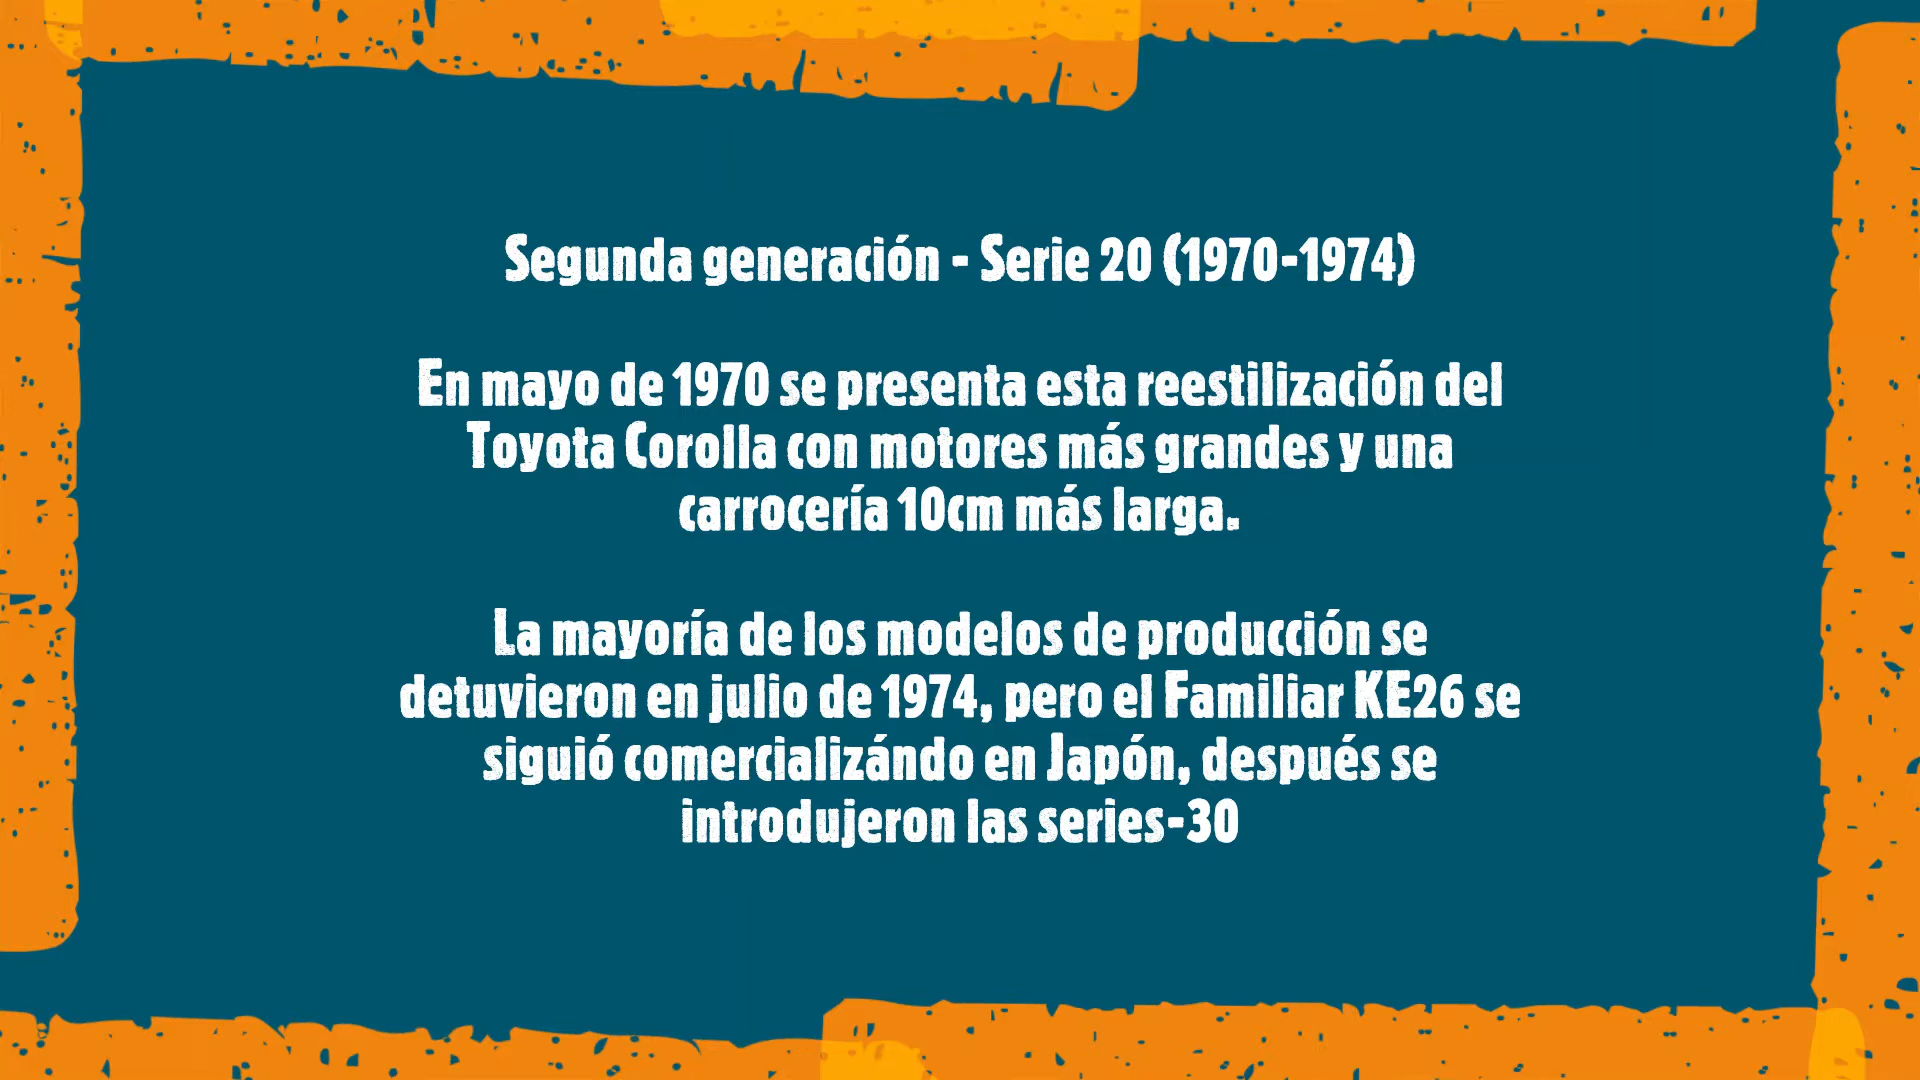 Segunda generación - Serie 20 (1970-1974)
En mayo de 1970 se presenta esta reestilización del
Toyota Corolla con motores más grandes y una
carrocería 10cm más larga.
La mayoría de los modelos de producción se
detuvieron en julio de 1974, pero el Familiar KE26 se
siguió comercializándo en Japón, después se
introdujeron las series-30